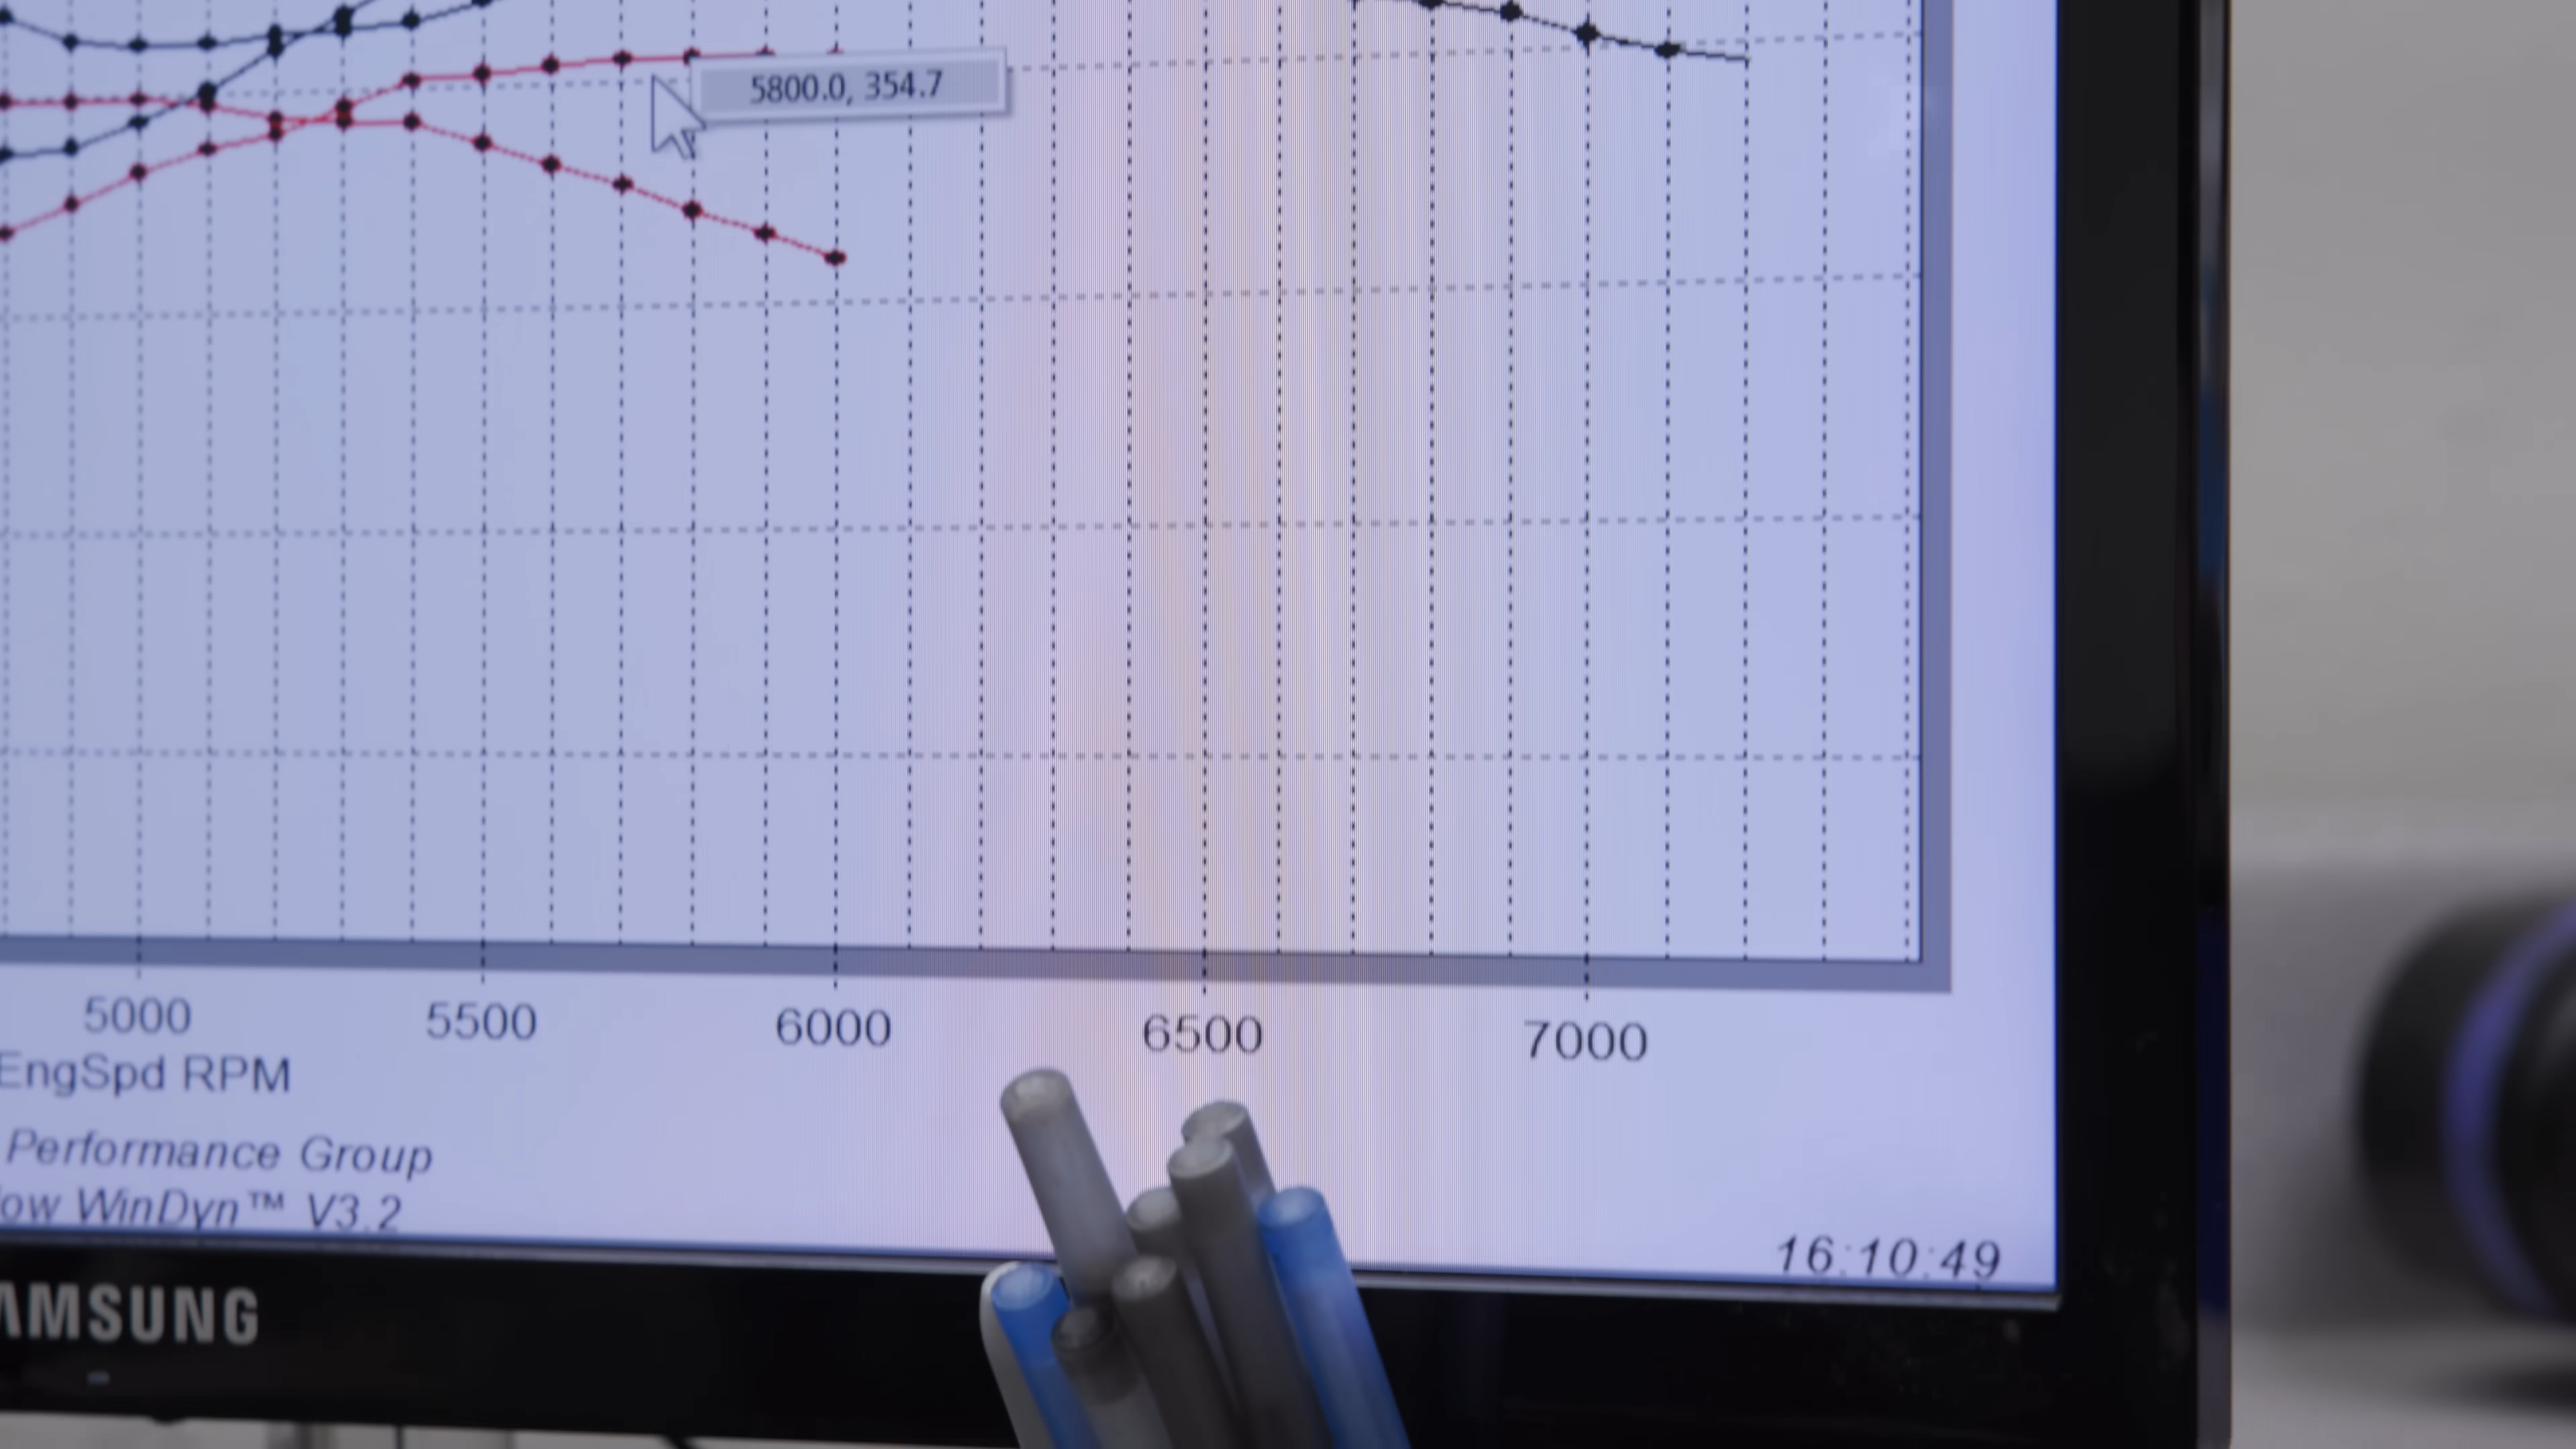 5800.0, 354.7
5000 5500 6000 6500 7000
EngSpd RPM
Performance Group
ow WinDyn™ V3.2
16:10:49
AMSUNG